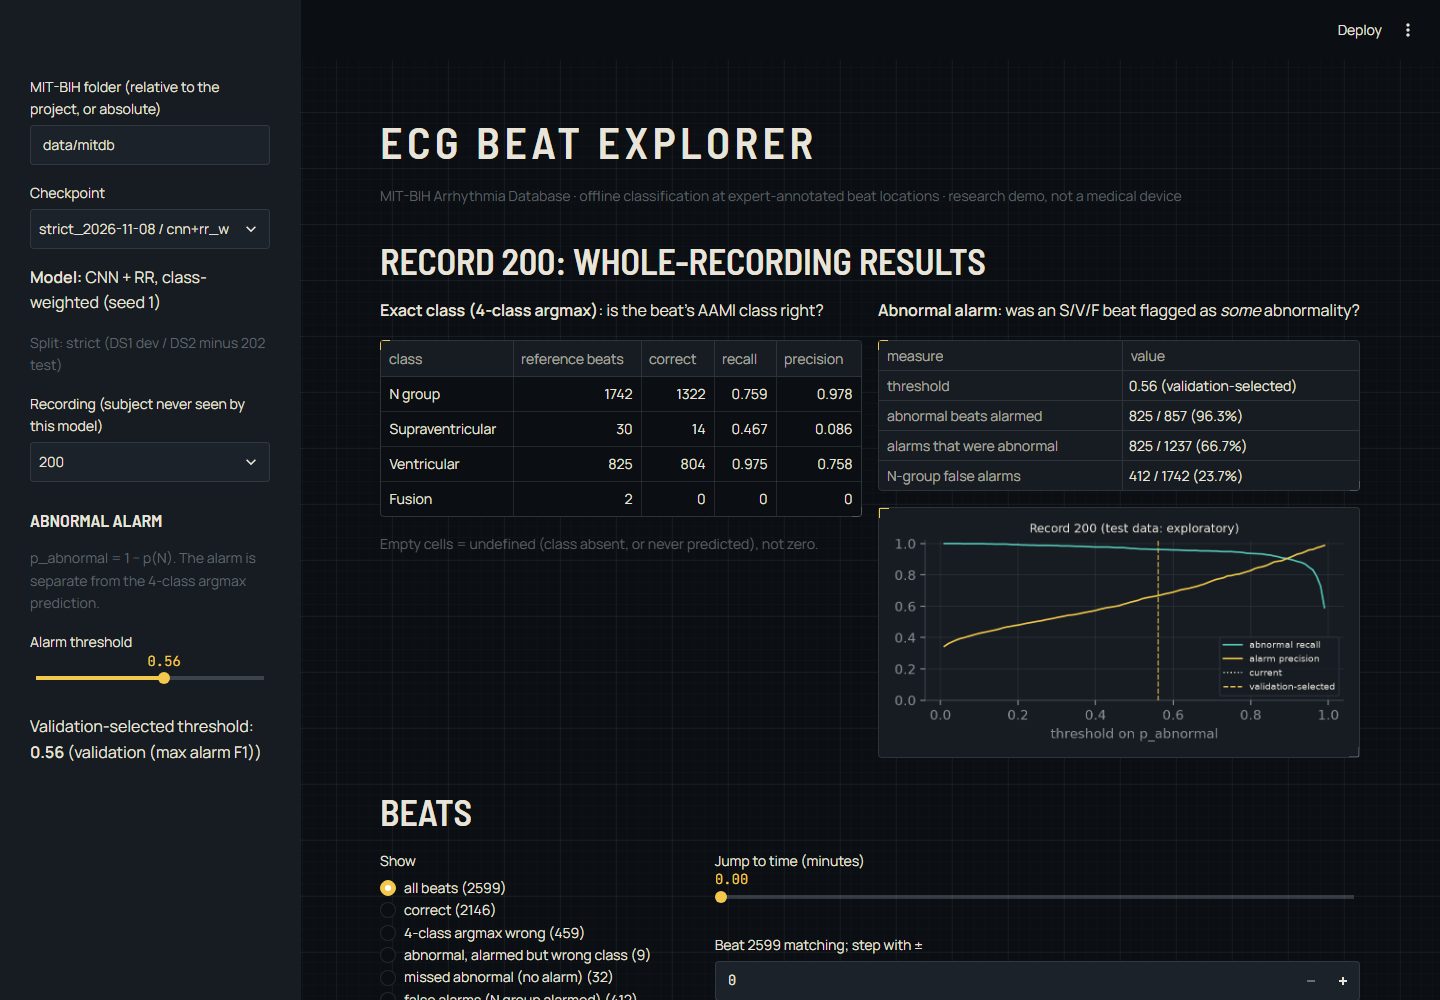 Deploy
MIT-BIH folder (relative to the
project, or absolute)
data/mitdb
Checkpoint
strict_2026-11-08 / cnn+rr_w
Model: CNN + RR, class-
weighted (seed 1)
Split: strict (DS1 dev / DS2 minus 202
test)
Recording (subject never seen by
this model)
200
ABNORMAL ALARM
p_abnormal = 1 − p(N). The alarm is
separate from the 4-class argmax
prediction.
Alarm threshold
0.56
Validation-selected threshold:
0.56 (validation (max alarm F1))
ECG BEAT EXPLORER
MIT-BIH Arrhythmia Database · offline classification at expert-annotated beat locations · research demo, not a medical device
RECORD 200: WHOLE-RECORDING RESULTS
Exact class (4-class argmax): is the beat's AAMI class right?
class reference beats correct recall precision
N group 1742 1322 0.759 0.978
Supraventricular 30 14 0.467 0.086
Ventricular 825 804 0.975 0.758
Fusion 2 0 0 0
Empty cells = undefined (class absent, or never predicted), not zero.
Abnormal alarm: was an S/V/F beat flagged as some abnormality?
measure value
threshold 0.56 (validation-selected)
abnormal beats alarmed 825 / 857 (96.3%)
alarms that were abnormal 825 / 1237 (66.7%)
N-group false alarms 412 / 1742 (23.7%)
Record 200 (test data: exploratory)
1.0
0.8
0.6
0.4
0.2
0.0
abnormal recall
alarm precision
current
validation-selected
0.0 0.2 0.4 0.6 0.8 1.0
threshold on p_abnormal
BEATS
Show
all beats (2599)
correct (2146)
4-class argmax wrong (459)
abnormal, alarmed but wrong class (9)
missed abnormal (no alarm) (32)
false alarms (N group alarmed) (412)
Jump to time (minutes)
0.00
Beat 2599 matching; step with ±
0